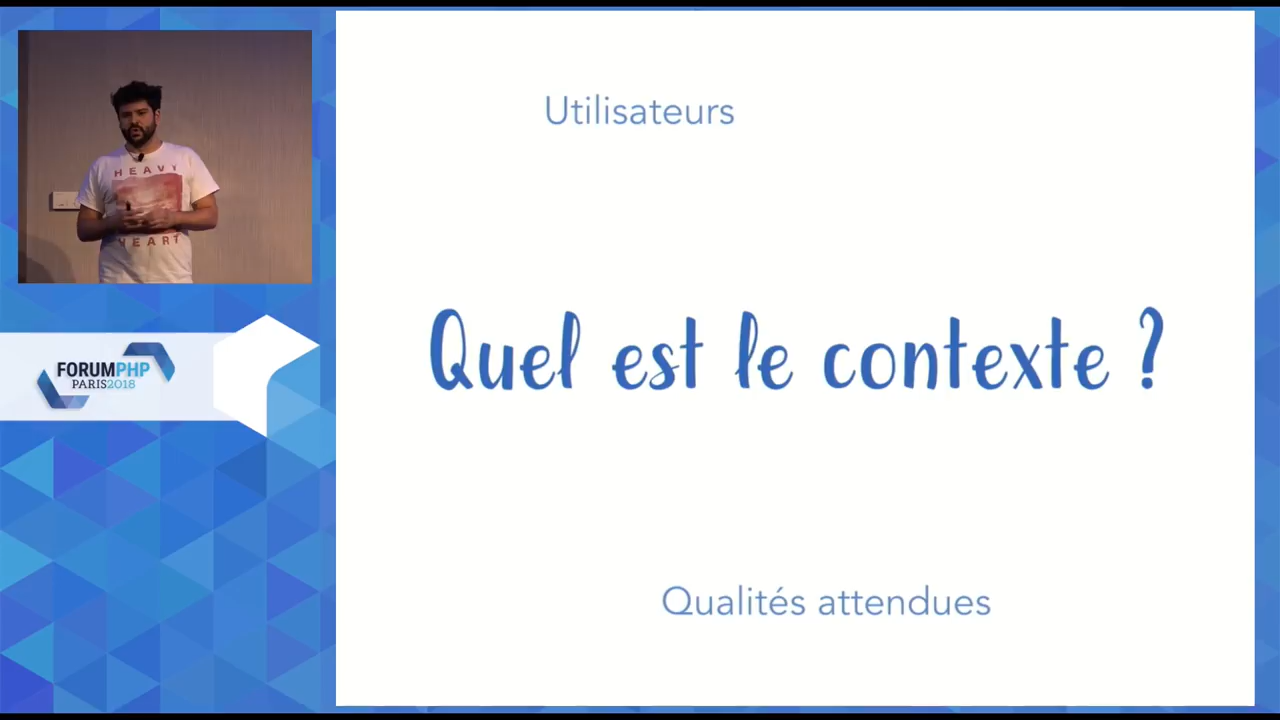 HEAVY
HEART
FORUMPHP
PARIS2018
Utilisateurs
Quel est le contexte ?
Qualités attendues